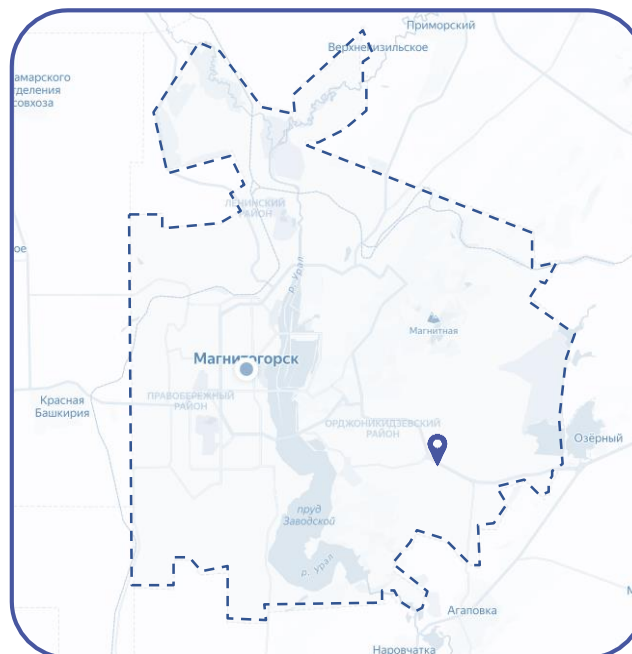 Приморский
Верхнекизильское
амарского
деления
совхоза
ЛЕНИНСКИЙ
РАЙОН
ое
р. Урал
Магнитная
Магнитогорск
ПРАВОБЕРЕЖНЫЙ
РАЙОН
Красная
Башкирия
ОРДЖОНИКИДЗЕВСКИЙ
РАЙОН
Озёрный
пруд
Заводской
р. Урал
Агаповка
Наровчатка